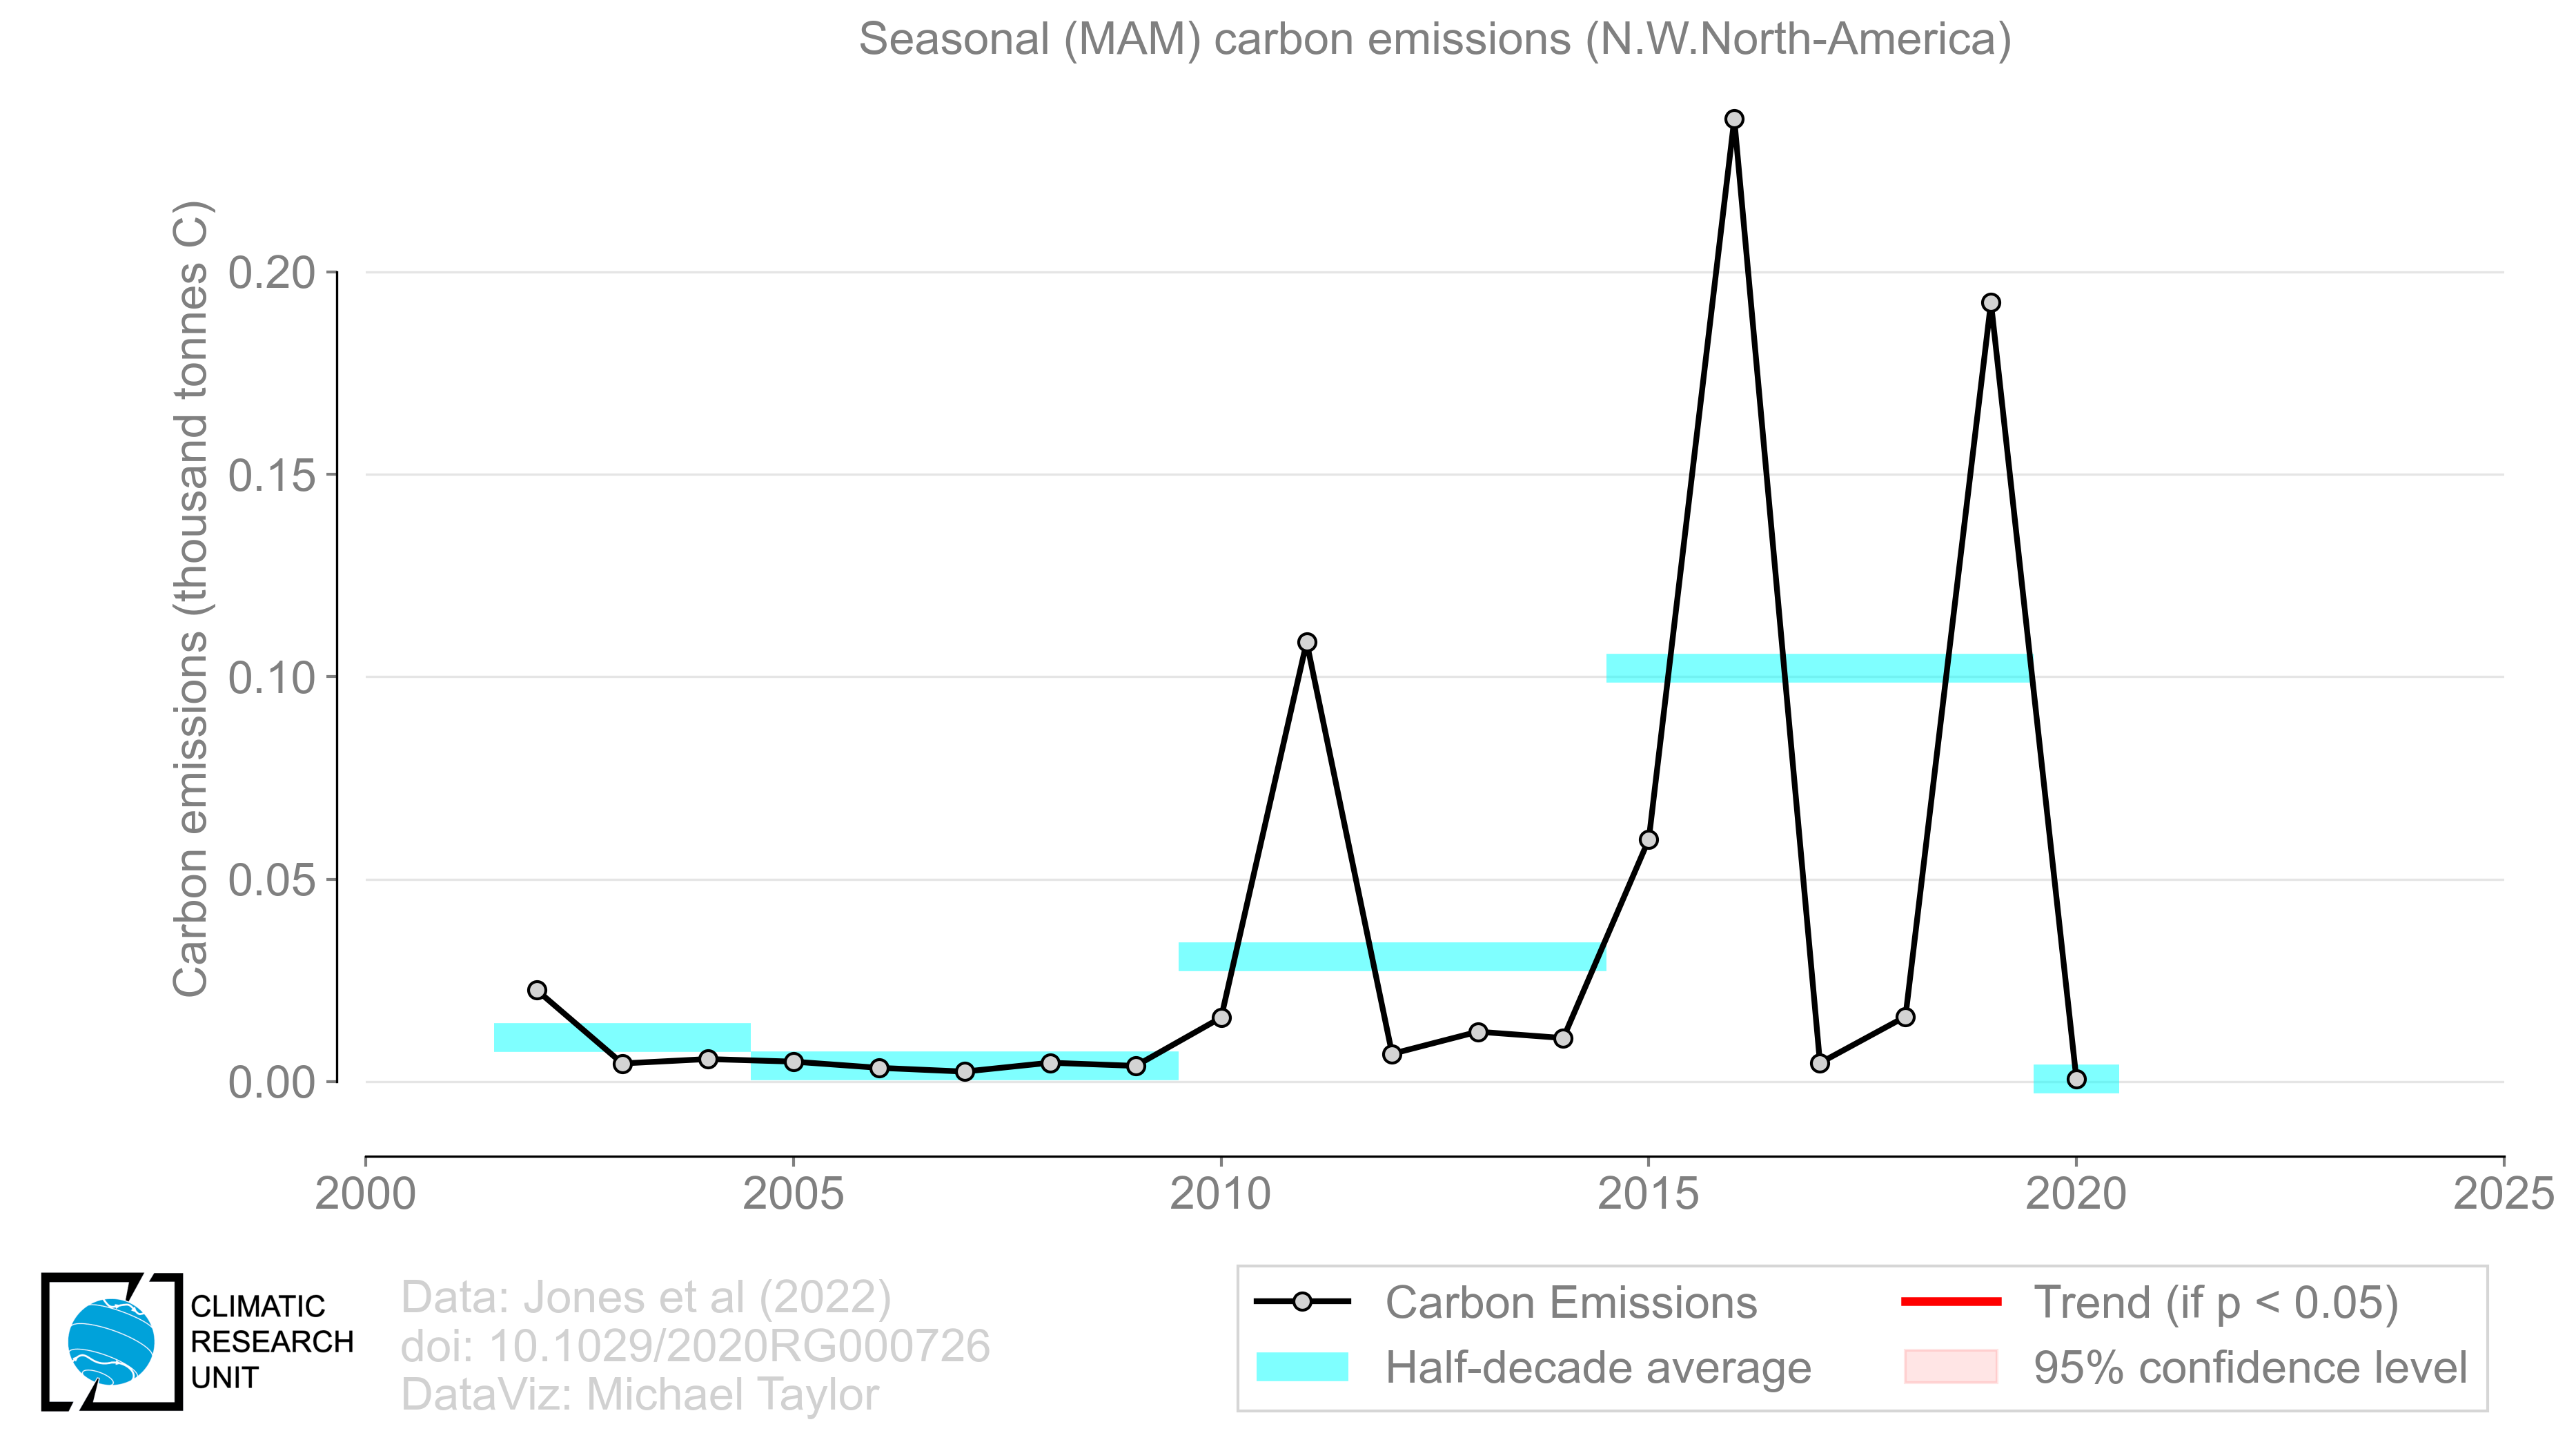 Seasonal (MAM) carbon emissions (N.W.North-America)
Carbon emissions (thousand tonnes C)
0.20
0.15
0.10
0.05
0.00
2000 2005 2010 2015 2020 2025
CLIMATIC
RESEARCH
UNIT
Data: Jones et al (2022)
doi: 10.1029/2020RG000726
DataViz: Michael Taylor
Carbon Emissions
Half-decade average
Trend (if p < 0.05)
95% confidence level